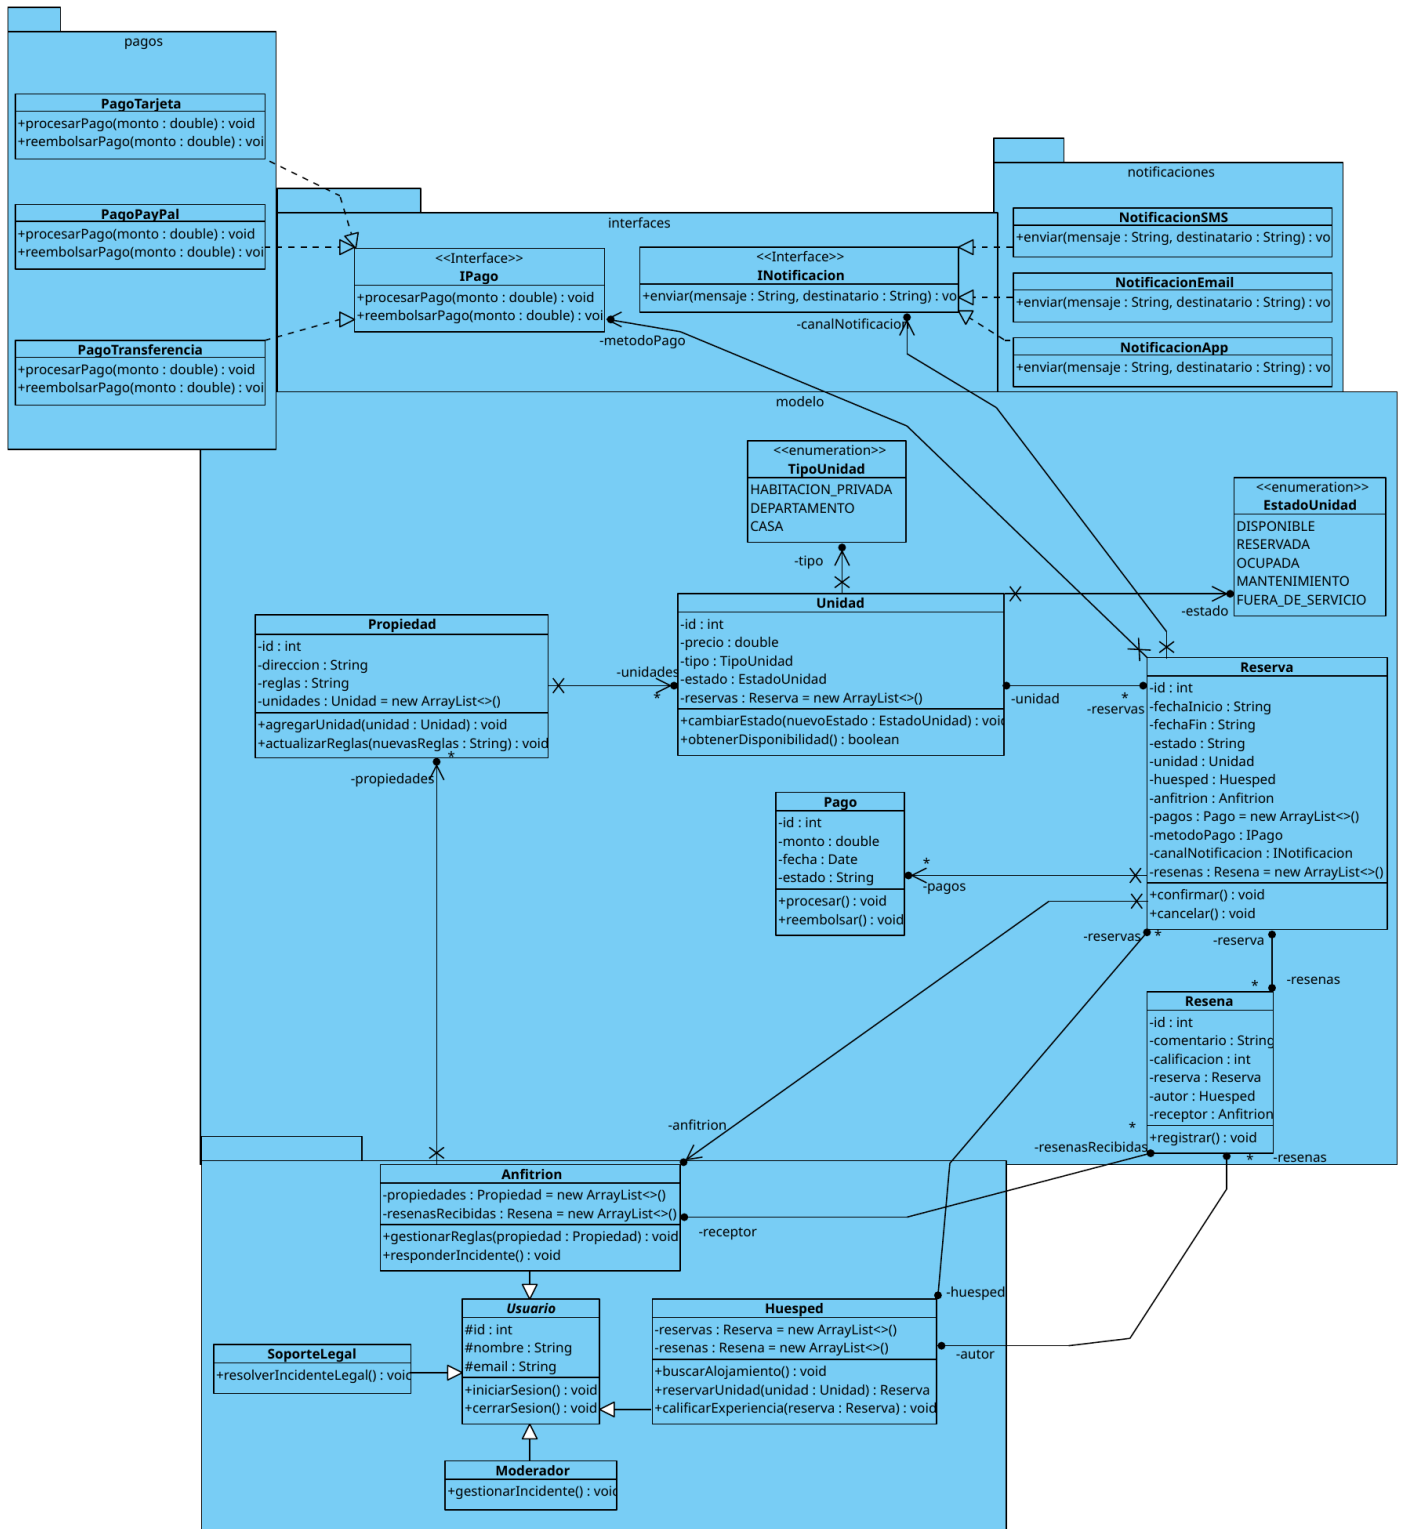 pagos
PagoTarjeta
+procesarPago(monto : double) : void
+reembolsarPago(monto : double) : voi
PagoPayPal
+procesarPago(monto : double) : void
+reembolsarPago(monto : double) : voi
PagoTransferencia
+procesarPago(monto : double) : void
+reembolsarPago(monto : double) : voi
interfaces
<<Interface>>
IPago
+procesarPago(monto : double) : void
+reembolsarPago(monto : double) : voi
-metodoPago
<<Interface>>
INotificacion
+enviar(mensaje : String, destinatario : String) : vo
-canalNotificacion
notificaciones
NotificacionSMS
+enviar(mensaje : String, destinatario : String) : vo
NotificacionEmail
+enviar(mensaje : String, destinatario : String) : vo
NotificacionApp
+enviar(mensaje : String, destinatario : String) : vo
modelo
<<enumeration>>
TipoUnidad
HABITACION_PRIVADA
DEPARTAMENTO
CASA
-tipo
<<enumeration>>
EstadoUnidad
DISPONIBLE
RESERVADA
OCUPADA
MANTENIMIENTO
FUERA_DE_SERVICIO
-estado
Propiedad
-id : int
-direccion : String
-reglas : String
-unidades : Unidad = new ArrayList<>()
+agregarUnidad(unidad : Unidad) : void
+actualizarReglas(nuevasReglas : String) : void
*
-propiedades
-unidades
*
Unidad
-id : int
-precio : double
-tipo : TipoUnidad
-estado : EstadoUnidad
-reservas : Reserva = new ArrayList<>()
+cambiarEstado(nuevoEstado : EstadoUnidad) : void
+obtenerDisponibilidad() : boolean
-unidad
*
-reservas
Reserva
-id : int
-fechaInicio : String
-fechaFin : String
-estado : String
-unidad : Unidad
-huesped : Huesped
-anfitrion : Anfitrion
-pagos : Pago = new ArrayList<>()
-metodoPago : IPago
-canalNotificacion : INotificacion
-resenas : Resena = new ArrayList<>()
+confirmar() : void
+cancelar() : void
Pago
-id : int
-monto : double
-fecha : Date
-estado : String
+procesar() : void
+reembolsar() : void
*
-pagos
-reservas
*
-reserva
*
-resenas
Resena
-id : int
-comentario : String
-calificacion : int
-reserva : Reserva
-autor : Huesped
-receptor : Anfitrion
+registrar() : void
*
-resenasRecibidas
*
-resenas
-anfitrion
Anfitrion
-propiedades : Propiedad = new ArrayList<>()
-resenasRecibidas : Resena = new ArrayList<>()
+gestionarReglas(propiedad : Propiedad) : void
+responderIncidente() : void
-receptor
Usuario
#id : int
#nombre : String
#email : String
+iniciarSesion() : void
+cerrarSesion() : void
-huesped
Huesped
-reservas : Reserva = new ArrayList<>()
-resenas : Resena = new ArrayList<>()
+buscarAlojamiento() : void
+reservarUnidad(unidad : Unidad) : Reserva
+calificarExperiencia(reserva : Reserva) : void
-autor
SoporteLegal
+resolverIncidenteLegal() : void
Moderador
+gestionarIncidente() : void